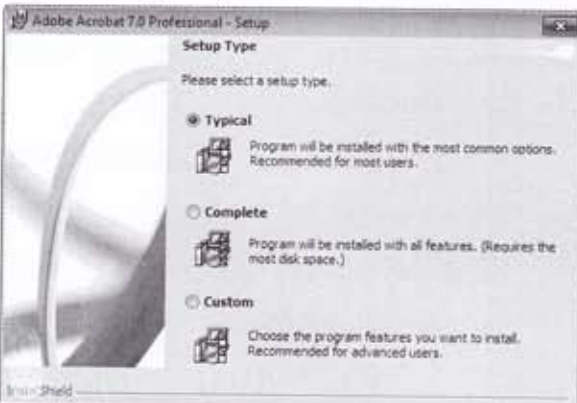 Adobe Acrobat 7.0 Professional - Setup
Setup Type
Please select a setup type.
Typical
Program will be installed with the most common options.
Recommended for most users.
Complete
Program will be installed with all features. (Requires the
most disk space.)
Custom
Choose the program features you want to install.
Recommended for advanced users.
InstallShield